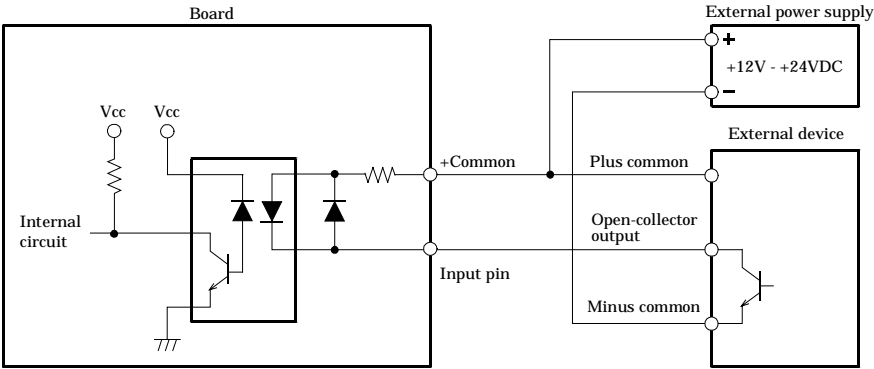 Board
External power supply
+
+12V - +24VDC
−
Vcc
Vcc
External device
+Common
Plus common
Internal
circuit
Open-collector
output
Input pin
Minus common